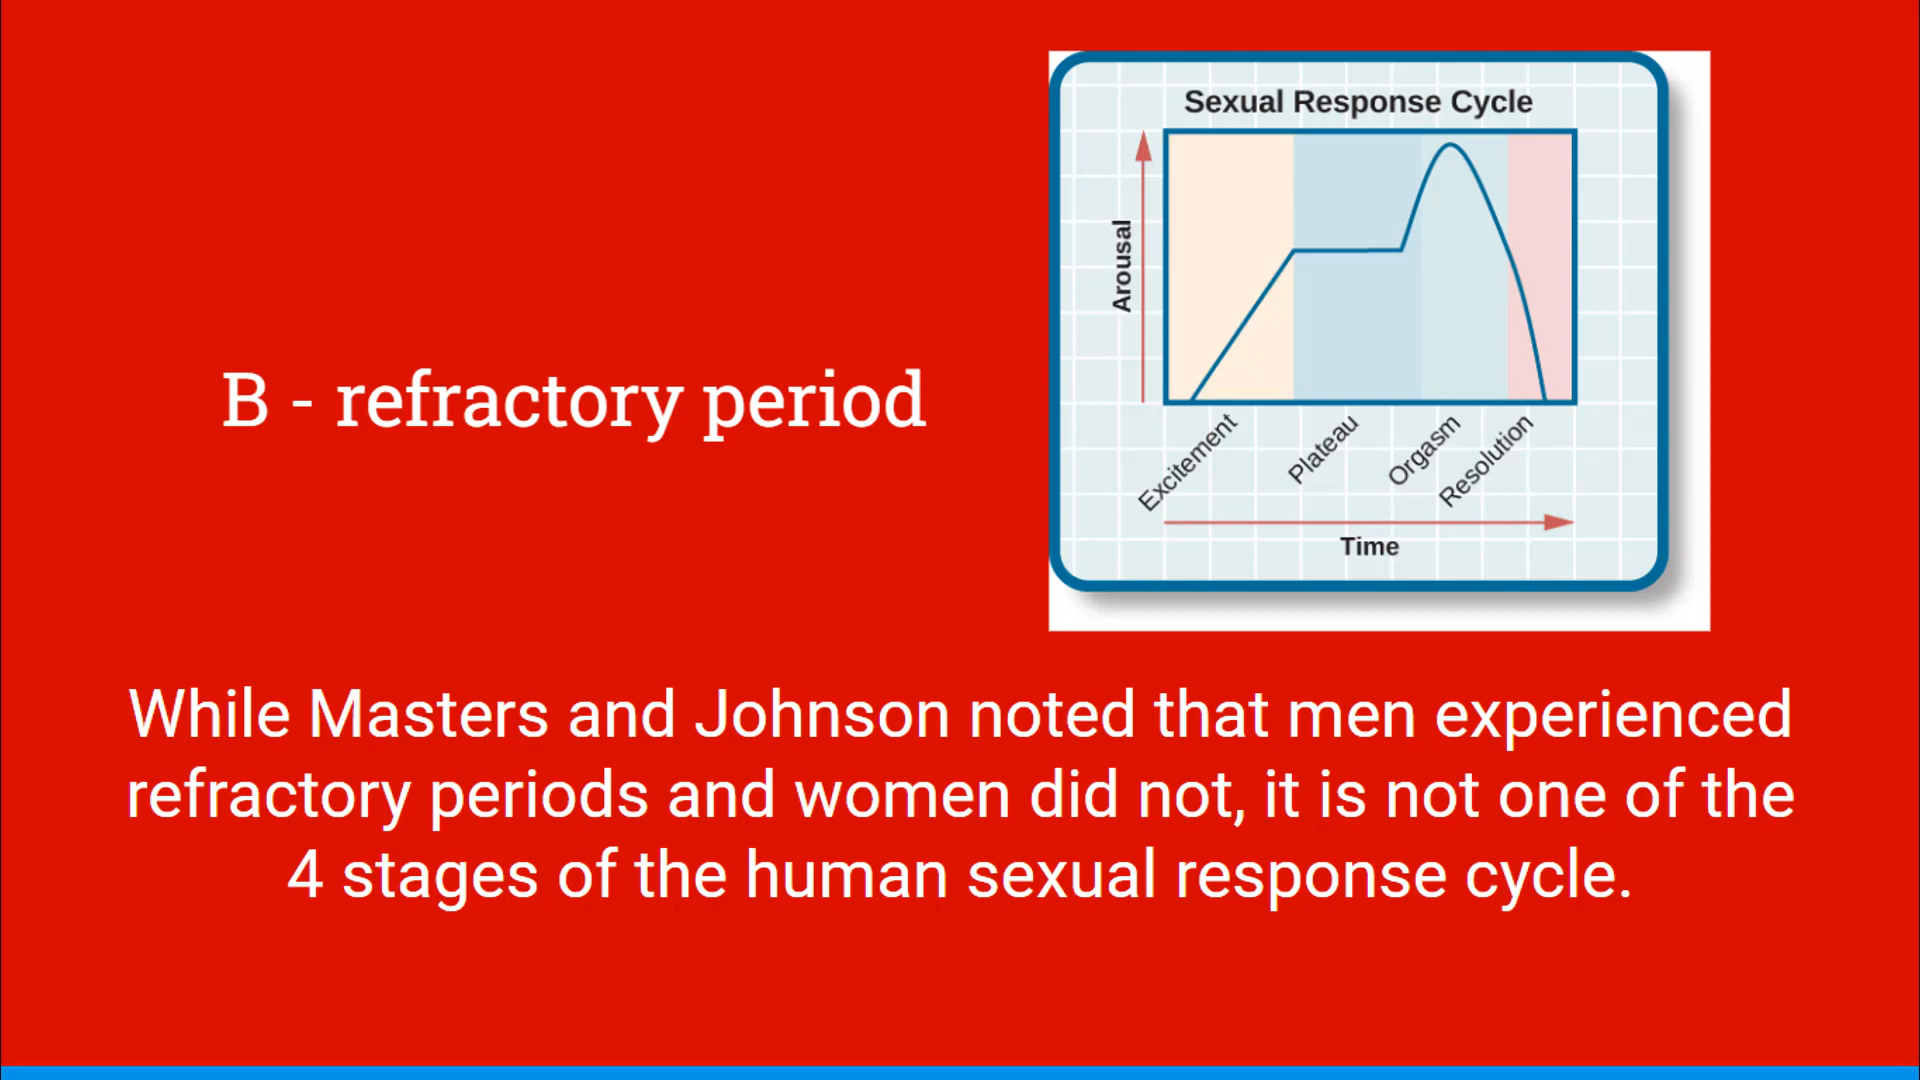 B - refractory period
Sexual Response Cycle
Arousal
Excitement
Plateau
Orgasm
Resolution
Time
While Masters and Johnson noted that men experienced
refractory periods and women did not, it is not one of the
4 stages of the human sexual response cycle.